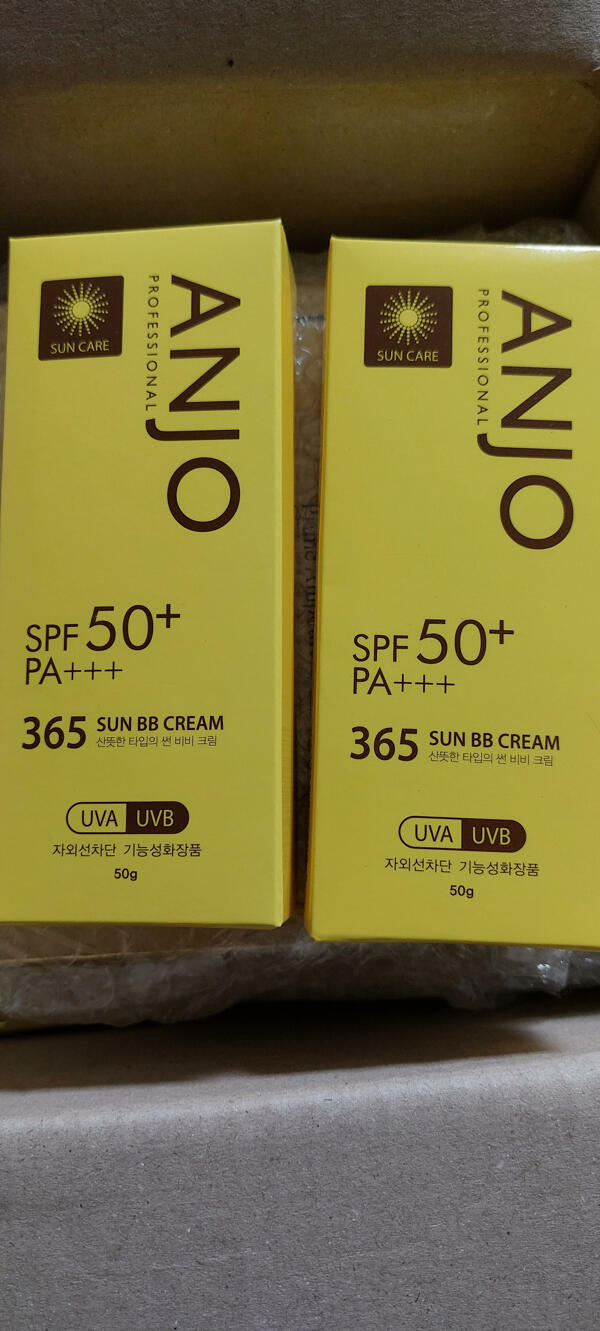 SUN CARE
ANJO
PROFESSIONAL
SPF 50+
PA+++
365 SUN BB CREAM
산뜻한 타입의 썬 비비 크림
UVA UVB
자외선차단 기능성화장품
50g
SUN CARE
ANJO
PROFESSIONAL
SPF 50+
PA+++
365 SUN BB CREAM
산뜻한 타입의 썬 비비 크림
UVA UVB
자외선차단 기능성화장품
50g